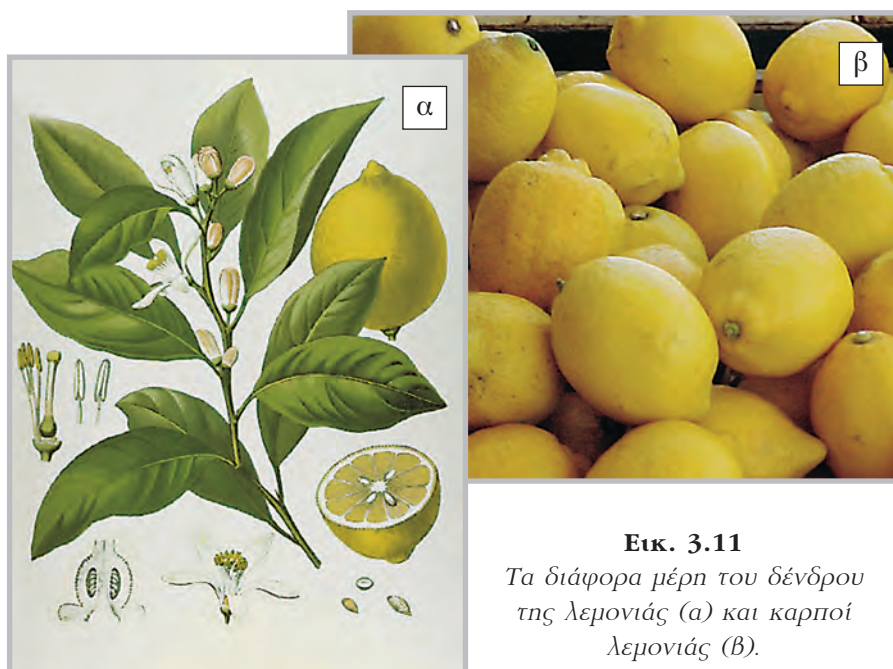 α
β
Εικ. 3.11
Τα διάφορα μέρη του δένδρου
της λεμονιάς (α) και καρποί
λεμονιάς (β).